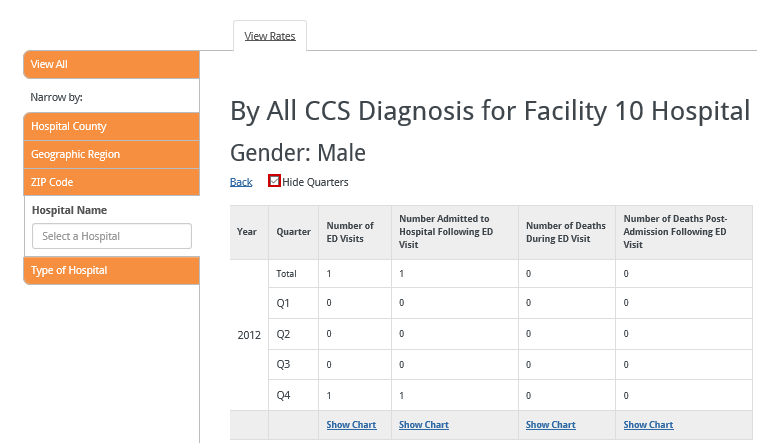 View Rates
View All
Narrow by:
Hospital County
Geographic Region
ZIP Code
Hospital Name
Select a Hospital
Type of Hospital
By All CCS Diagnosis for Facility 10 Hospital
Gender: Male
Back Hide Quarters
Year Quarter Number of ED Visits Number Admitted to Hospital Following ED Visit Number of Deaths During ED Visit Number of Deaths Post-Admission Following ED Visit
Total 1 1 0 0
Q1 0 0 0 0
2012 Q2 0 0 0 0
Q3 0 0 0 0
Q4 1 1 0 0
Show Chart Show Chart Show Chart Show Chart